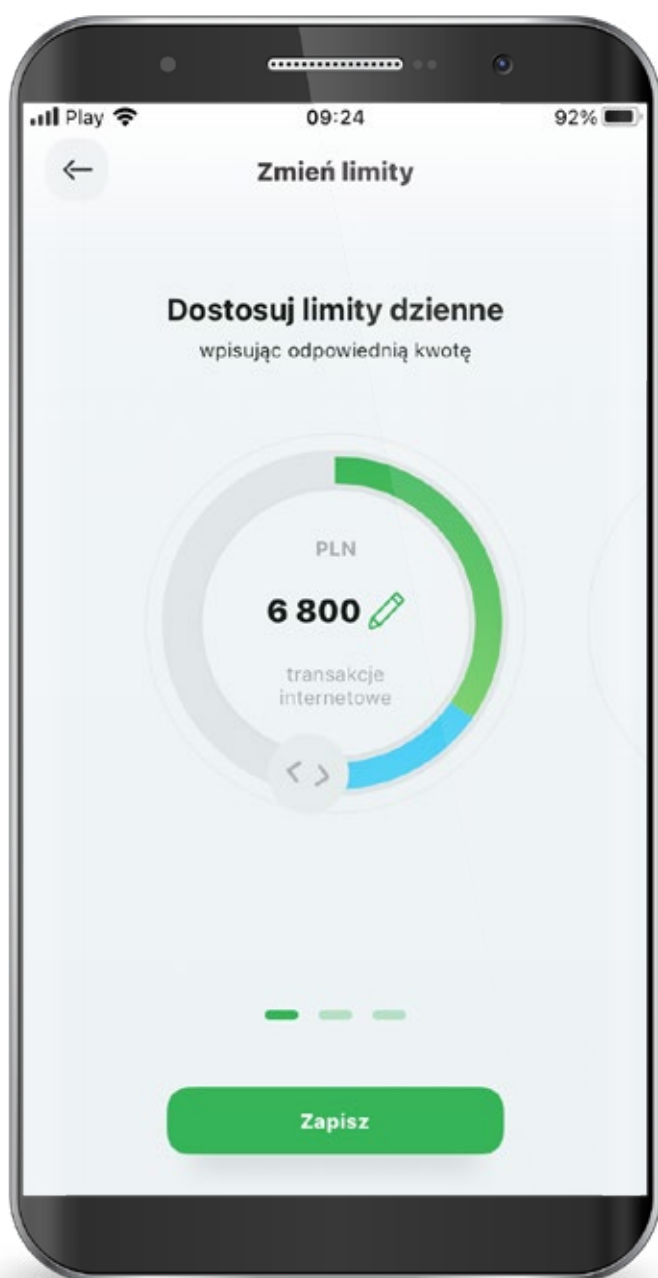 Play
09:24
92%
Zmień limity
Dostosuj limity dzienne
wpisując odpowiednią kwotę
PLN
6 800
transakcje
internetowe
Zapisz